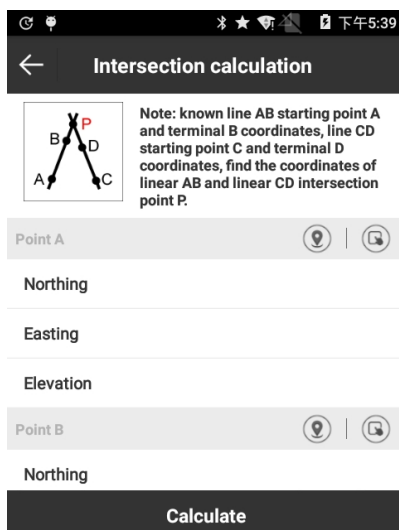 下午5:39
Intersection calculation
P
B
D
A
C
Note: known line AB starting point A
and terminal B coordinates, line CD
starting point C and terminal D
coordinates, find the coordinates of
linear AB and linear CD intersection
point P.
Point A
Northing
Easting
Elevation
Point B
Northing
Calculate